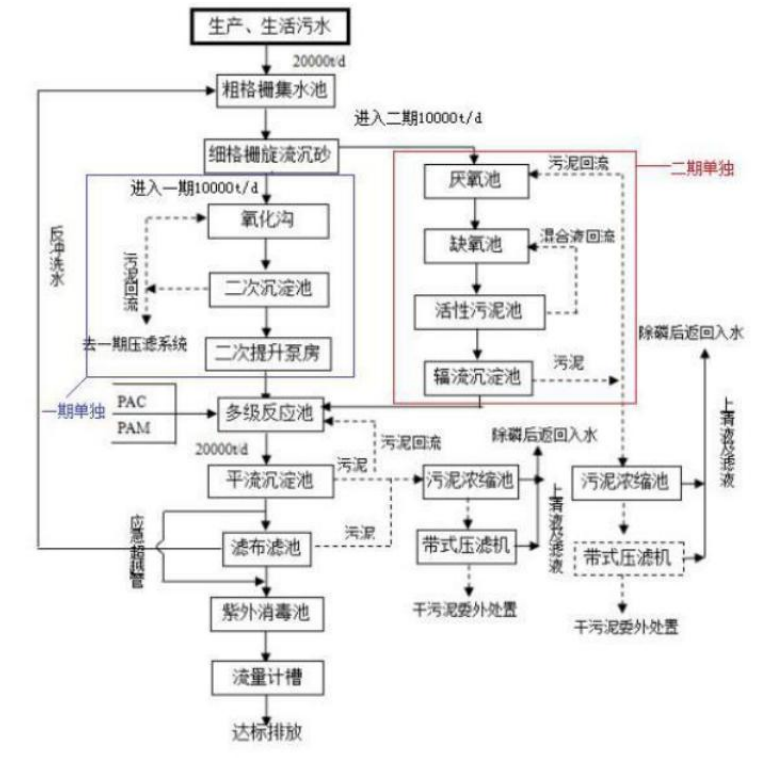 生产、生活污水
20000t/d
粗格栅集水池
进入二期10000t/d
细格栅旋流沉砂
厌氧池
污泥回流
二期单独
进入一期10000t/d
氧化沟
反冲洗水
缺氧池
混合液回流
污泥回流
二次沉淀池
活性污泥池
去一期压滤系统
二次提升泵房
除磷后返回入水
辐流沉淀池
污泥
一期单独
PAC
PAM
多级反应池
上清液及滤液
20000t/d
污泥回流
除磷后返回入水
平流沉淀池
污泥
污泥浓缩池
污泥浓缩池
上清液及滤液
应急超越管
滤布滤池
污泥
带式压滤机
带式压滤机
紫外消毒池
干污泥委外处置
干污泥委外处置
流量计槽
达标排放